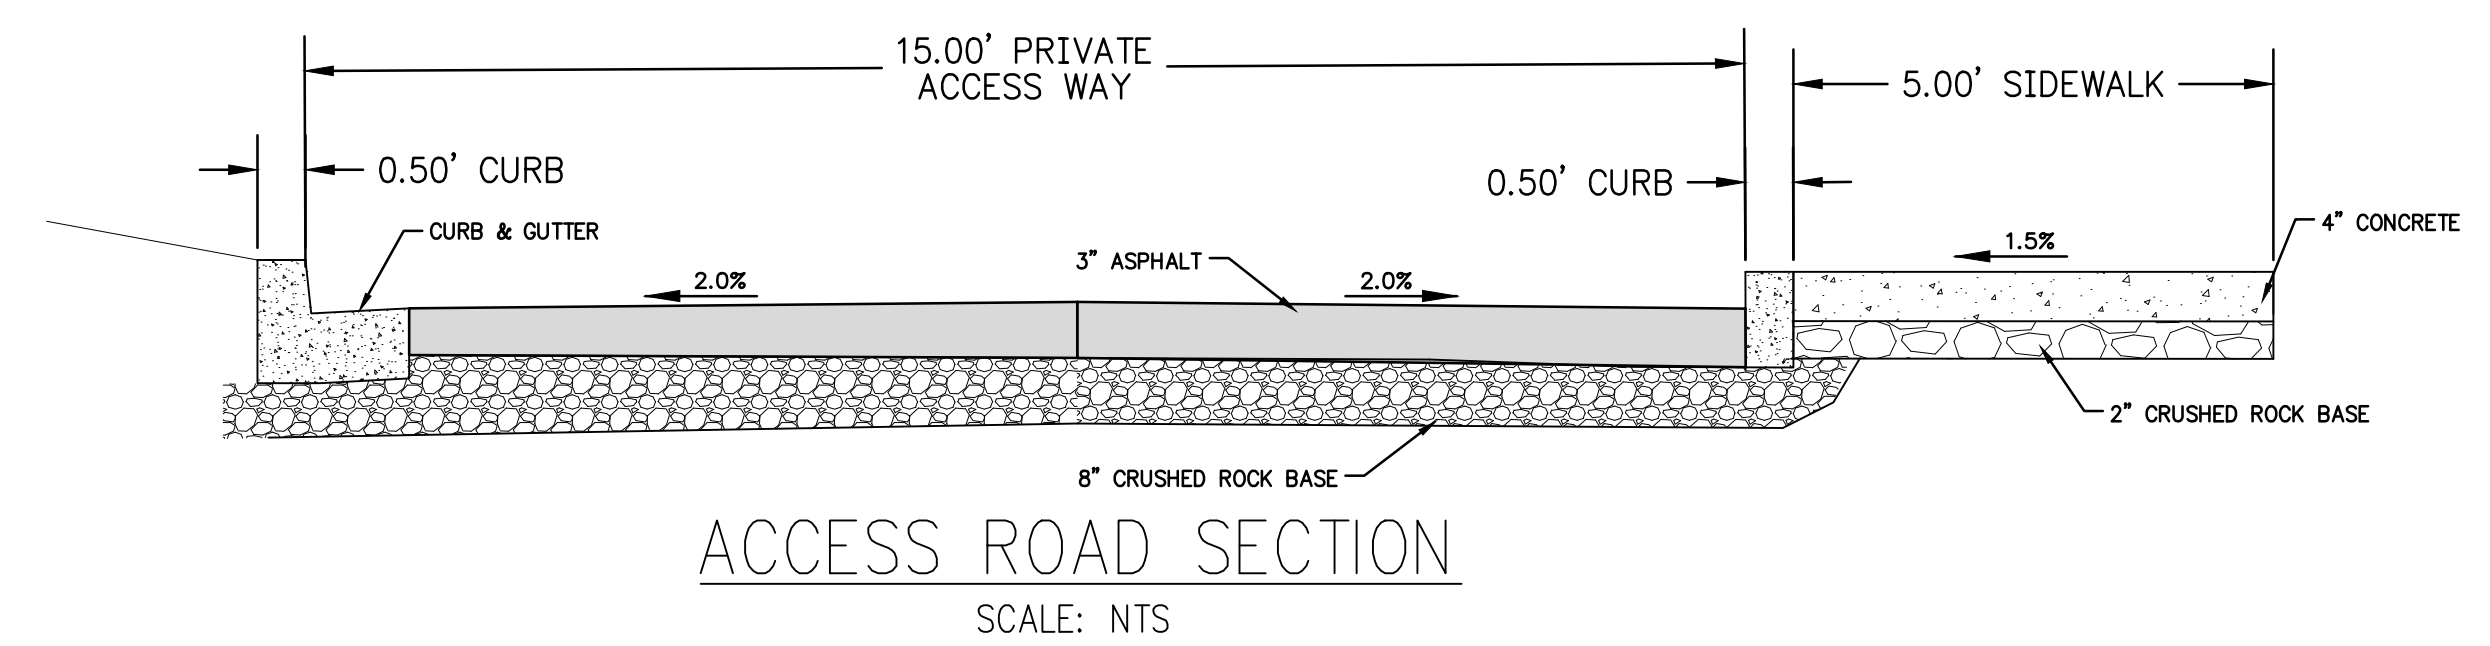 15.00' PRIVATE
ACCESS WAY
5.00' SIDEWALK
0.50' CURB
0.50' CURB
CURB & GUTTER
4" CONCRETE
1.5%
3" ASPHALT
2.0%
2.0%
2" CRUSHED ROCK BASE
8" CRUSHED ROCK BASE
ACCESS ROAD SECTION
SCALE: NTS